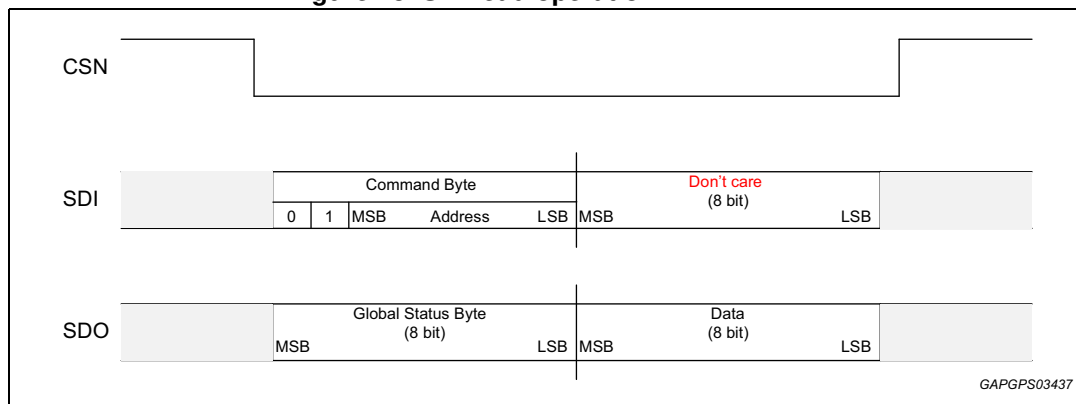 CSN
SDI
Command Byte
0 1 MSB Address LSB
Don't care
(8 bit)
MSB LSB
SDO
Global Status Byte
(8 bit)
MSB LSB
Data
(8 bit)
MSB LSB
GAPGPS03437